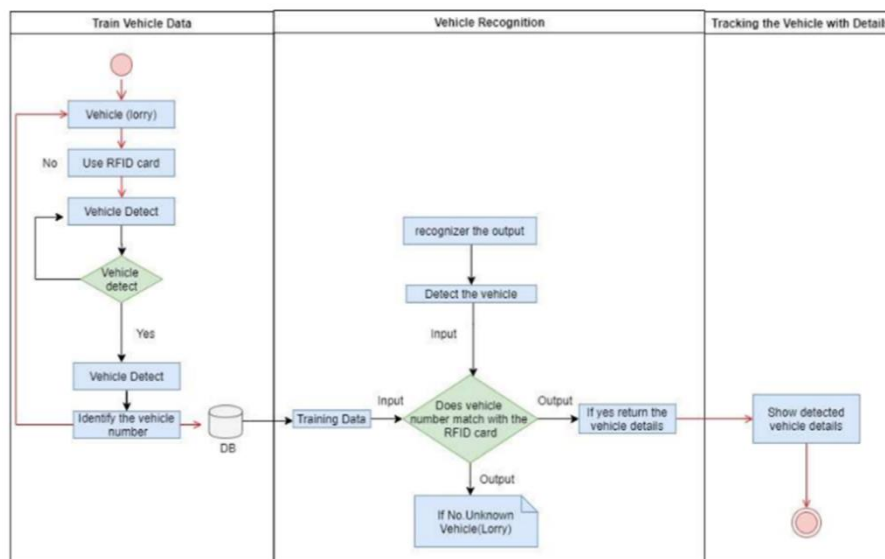 Train Vehicle Data
Vehicle Recognition
Tracking the Vehicle with Details
Vehicle (lorry)
No
Use RFID card
Vehicle Detect
Vehicle
detect
Yes
Vehicle Detect
Identify the vehicle
number
DB
recognizer the output
Detect the vehicle
Input
Training Data
Input
Does vehicle
number match with the
RFID card
Output
If yes return the
vehicle details
Output
If No Unknown
Vehicle(Lorry)
Show detected
vehicle details